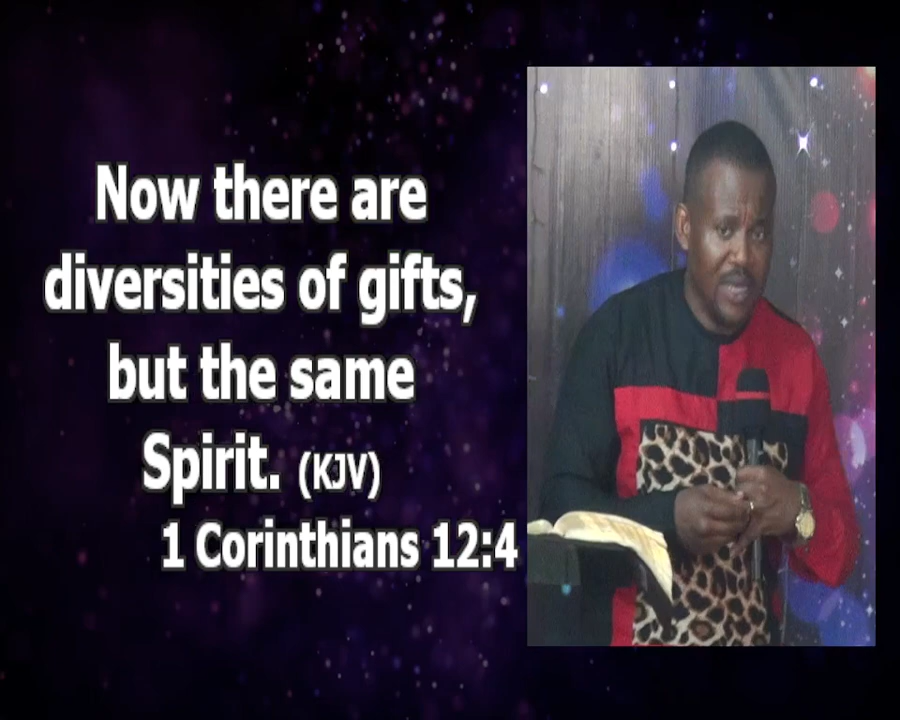 Now there are
diversities of gifts,
but the same
Spirit. (KJV)
1 Corinthians 12:4